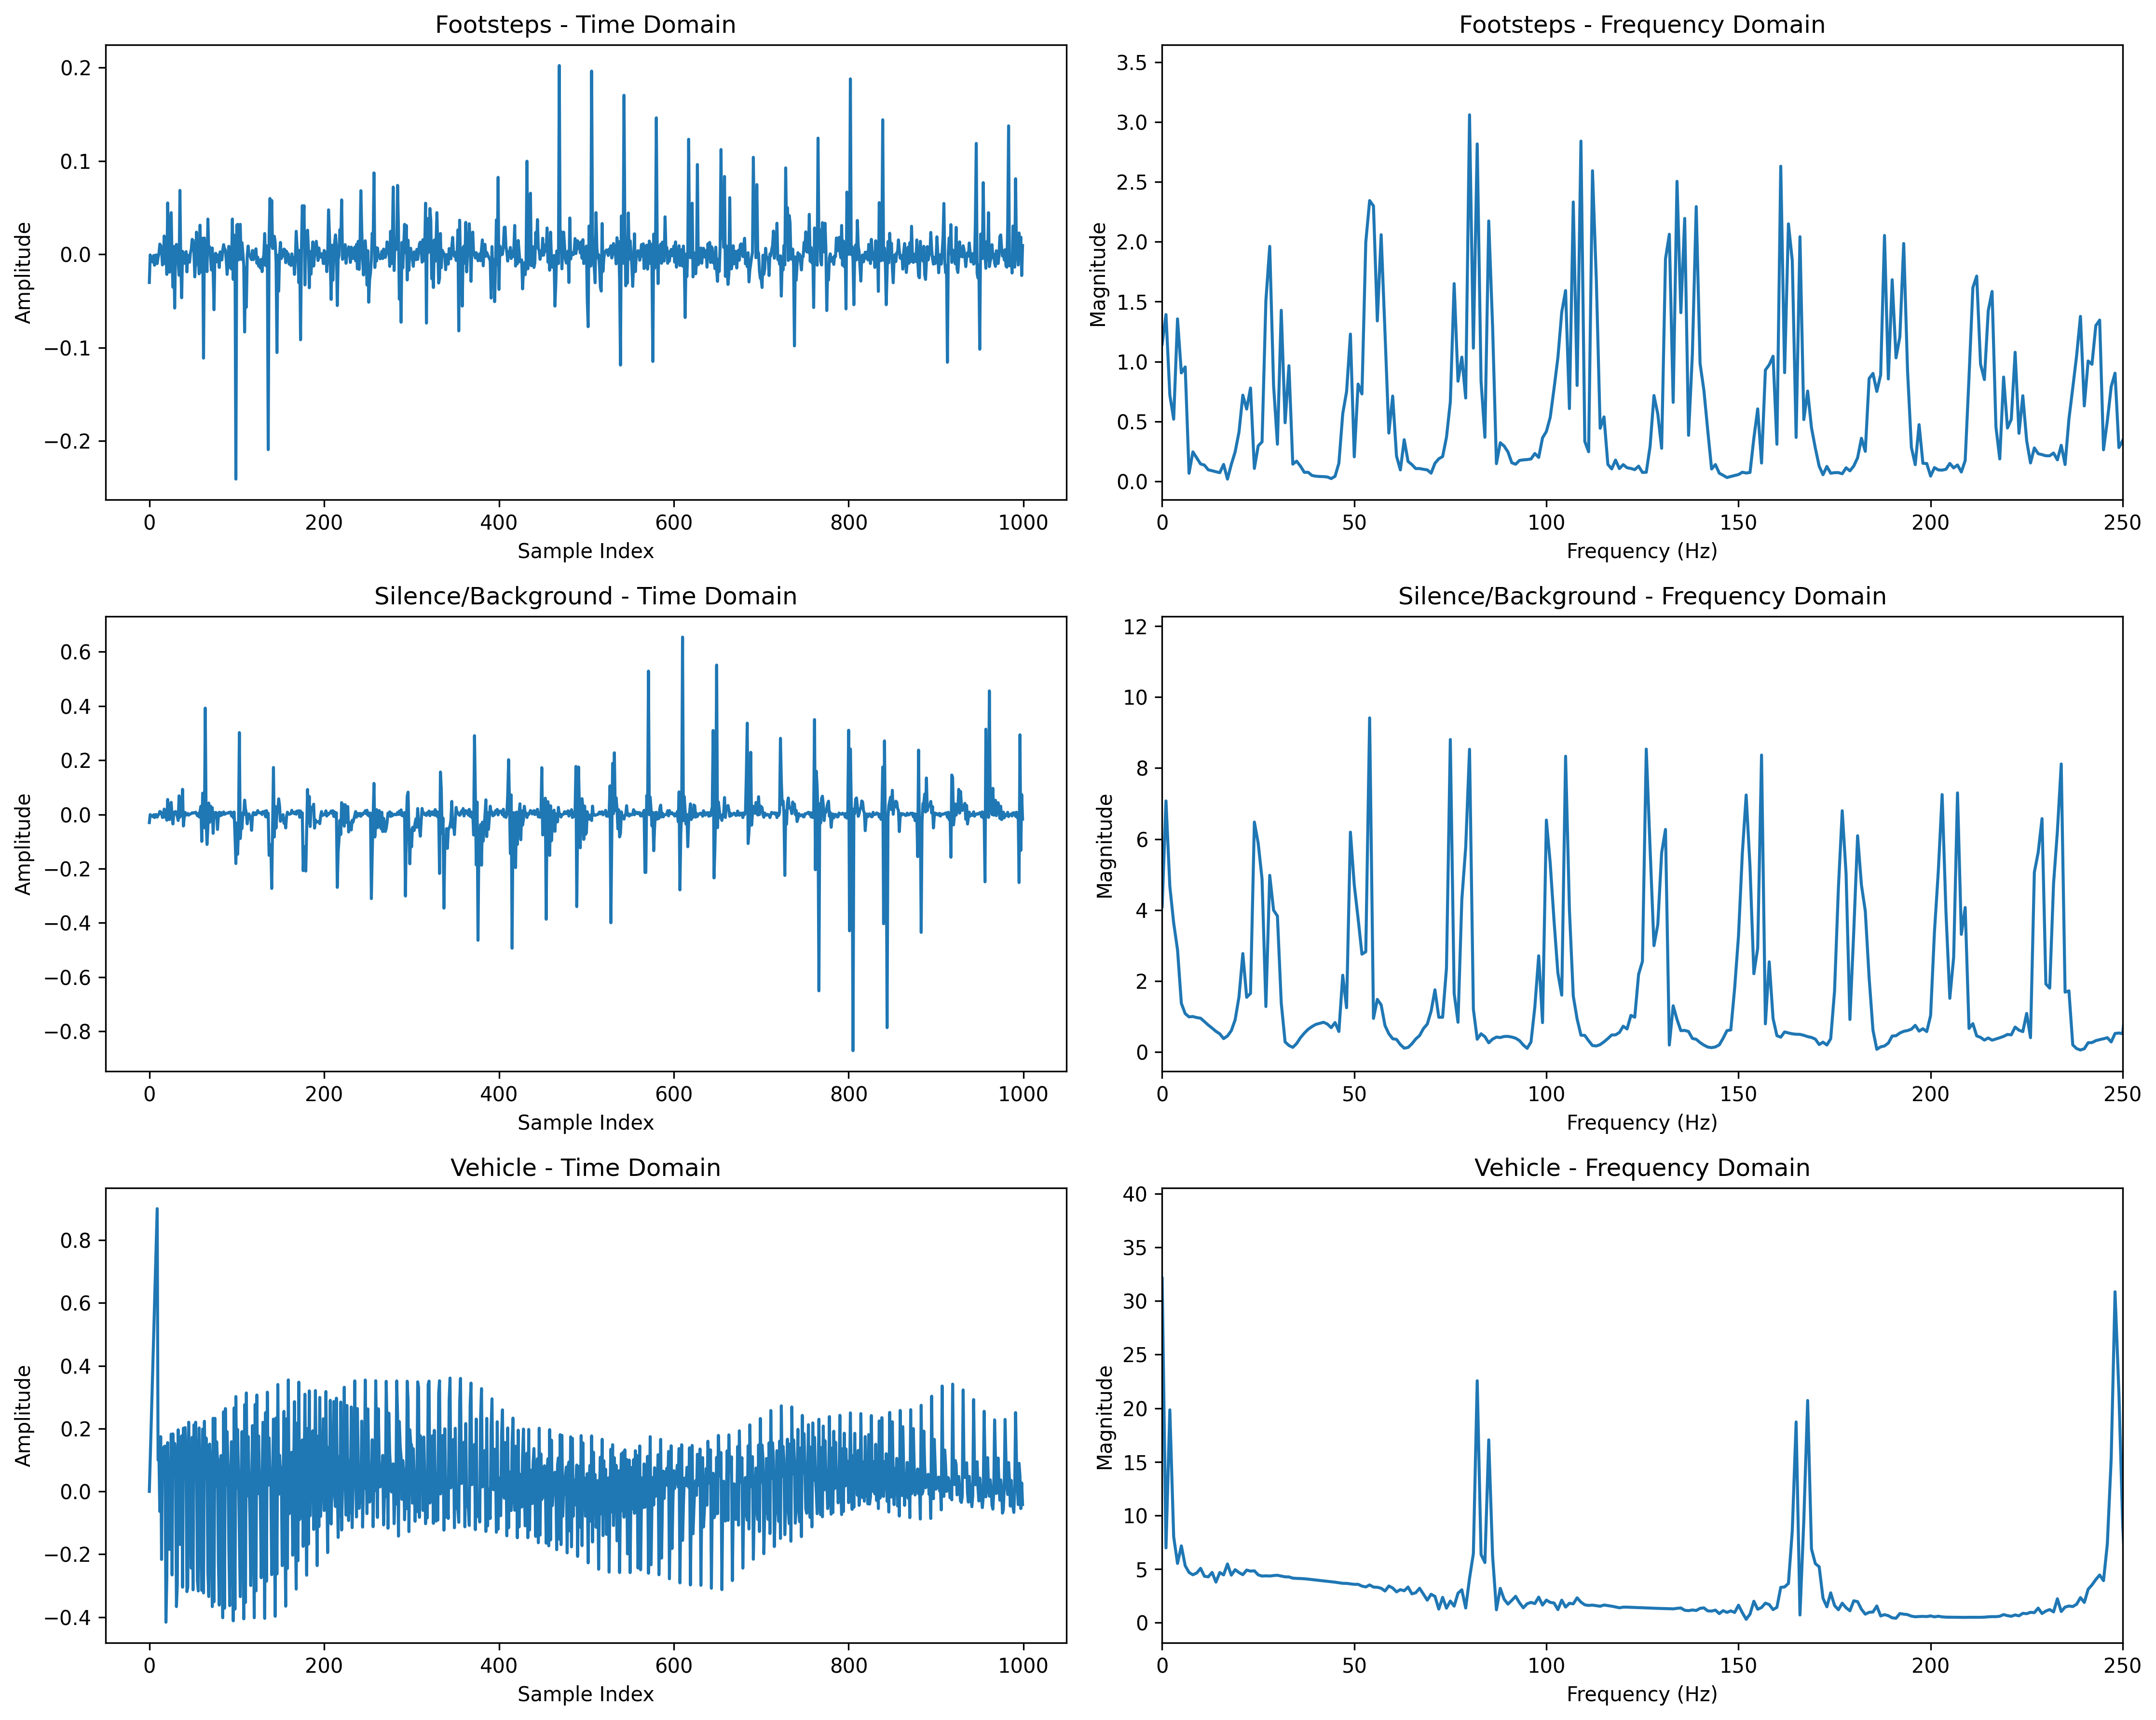 Footsteps - Time Domain
Footsteps - Frequency Domain
Amplitude
0.2
0.1
0.0
−0.1
−0.2
0 200 400 600 800 1000
Sample Index
Magnitude
3.5
3.0
2.5
2.0
1.5
1.0
0.5
0.0
0 50 100 150 200 250
Frequency (Hz)
Silence/Background - Time Domain
Silence/Background - Frequency Domain
Amplitude
0.6
0.4
0.2
0.0
−0.2
−0.4
−0.6
−0.8
0 200 400 600 800 1000
Sample Index
Magnitude
12
10
8
6
4
2
0
0 50 100 150 200 250
Frequency (Hz)
Vehicle - Time Domain
Vehicle - Frequency Domain
Amplitude
0.8
0.6
0.4
0.2
0.0
−0.2
−0.4
0 200 400 600 800 1000
Sample Index
Magnitude
40
35
30
25
20
15
10
5
0
0 50 100 150 200 250
Frequency (Hz)